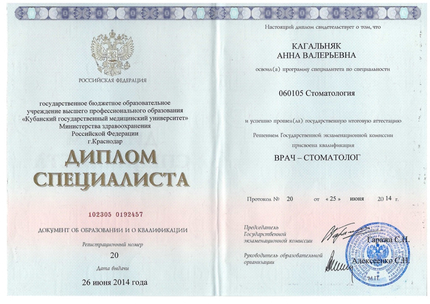 РОССИЙСКАЯ ФЕДЕРАЦИЯ
государственное бюджетное образовательное
учреждение высшего профессионального образования
«Кубанский государственный медицинский университет»
Министерства здравоохранения
Российской Федерации
г.Краснодар
ДИПЛОМ
СПЕЦИАЛИСТА
102305 0192457
ДОКУМЕНТ ОБ ОБРАЗОВАНИИ И О КВАЛИФИКАЦИИ
Регистрационный номер
20
Дата выдачи
26 июня 2014 года
Настоящий диплом свидетельствует о том, что
КАГАЛЬНЯК
АННА ВАЛЕРЬЕВНА
освоил(а) программу специалитета по специальности
060105 Стоматология
и успешно прошел(ла) государственную итоговую аттестацию
Решением Государственной экзаменационной комиссии
присвоена квалификация
ВРАЧ – СТОМАТОЛОГ
Протокол № 20 от «25» июня 2014 г.
Председатель
Государственной
экзаменационной комиссии
Гаража С.Н.
Руководитель образовательной
организации
Алексеенко С.Н.